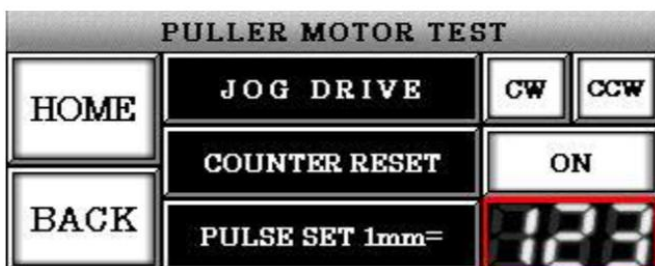 PULLER MOTOR TEST
HOME
JOG DRIVE CW CCW
COUNTER RESET ON
BACK
PULSE SET 1mm= 123